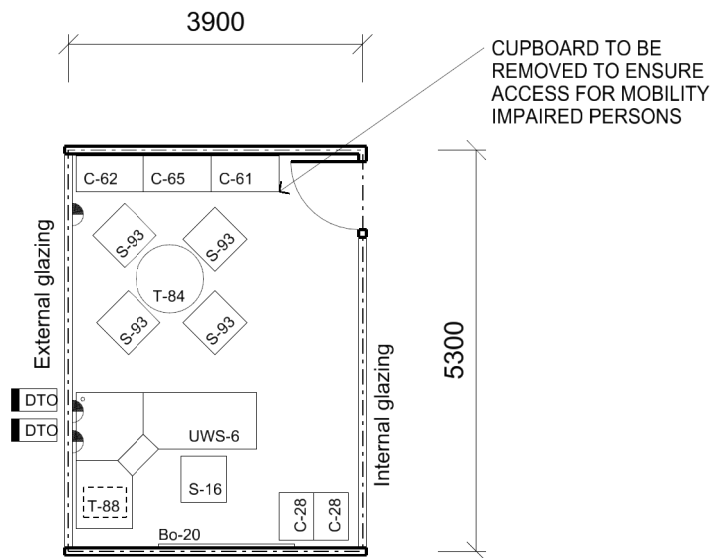 3900
CUPBOARD TO BE
REMOVED TO ENSURE
ACCESS FOR MOBILITY
IMPAIRED PERSONS
C-62 C-65 C-61
S-93 S-93
T-84
S-93 S-93
External glazing
Internal glazing
5300
DTO
DTO
UWS-6
S-16
T-88
C-28 C-28
Bo-20